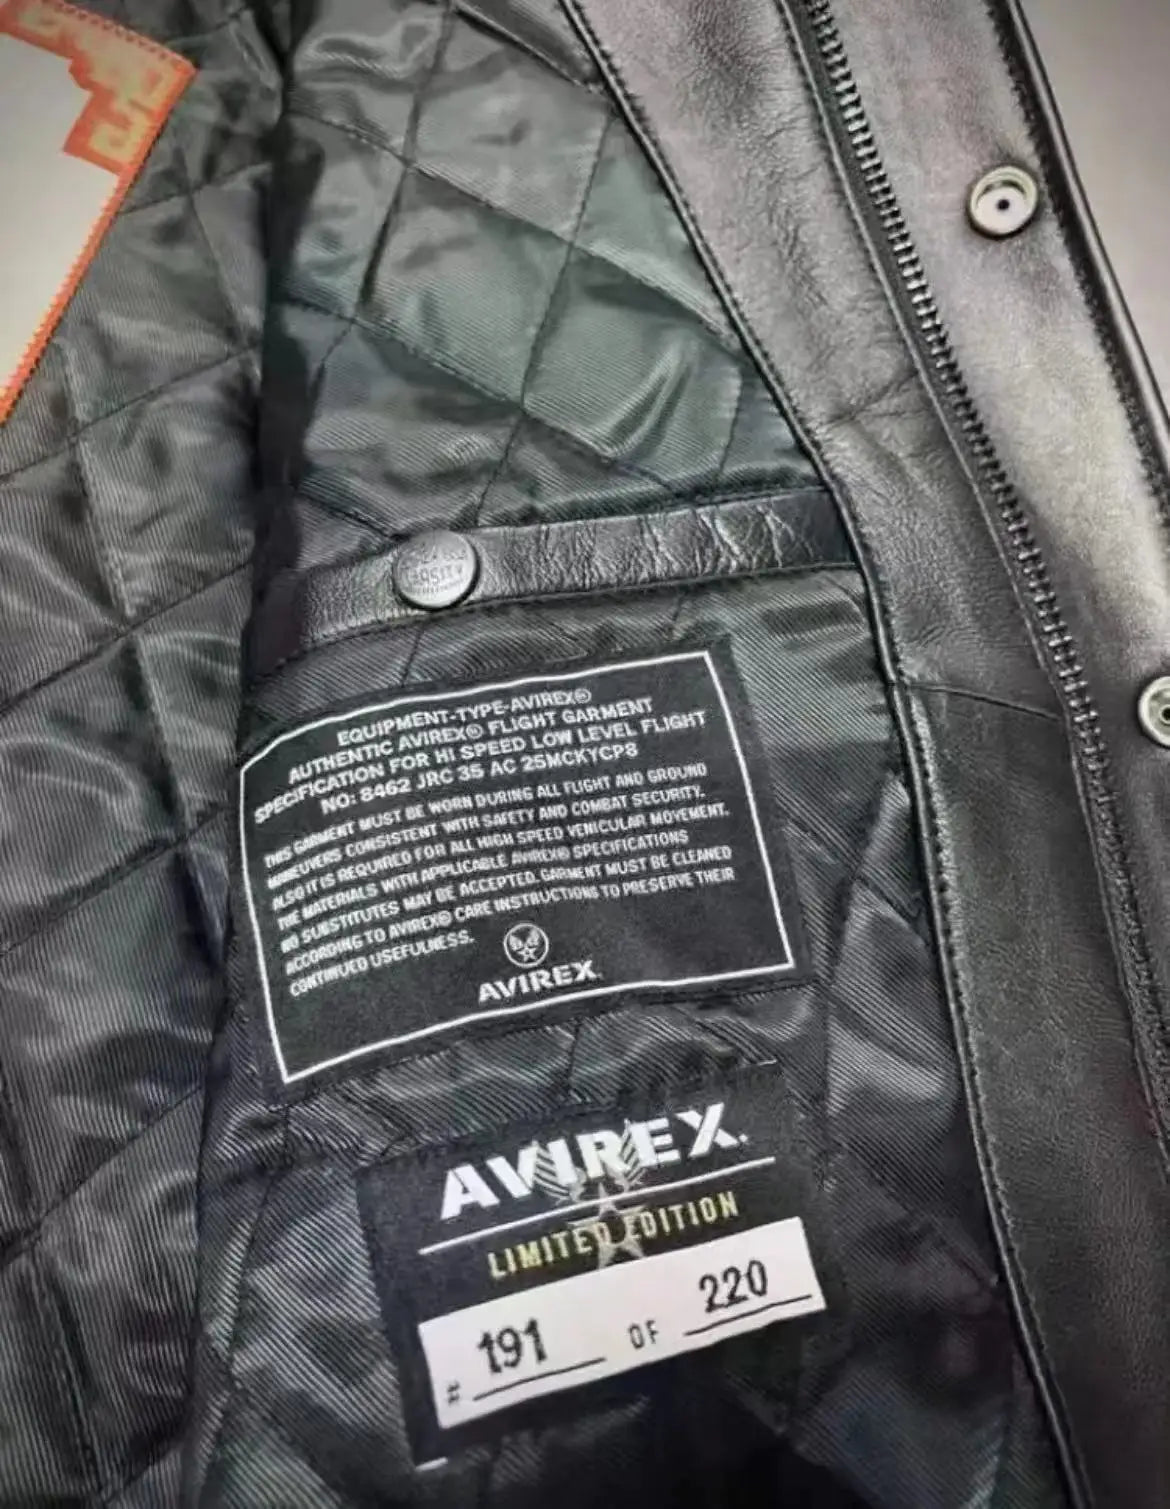 VARSITY
EQUIPMENT-TYPE-AVIREX®
AUTHENTIC AVIREX® FLIGHT GARMENT
SPECIFICATION FOR HI SPEED LOW LEVEL FLIGHT
NO: 8462 JRC 35 AC 25MCKYCP8
THIS GARMENT MUST BE WORN DURING ALL FLIGHT AND GROUND
MANEUVERS CONSISTENT WITH SAFETY AND COMBAT SECURITY.
ALSO IT IS REQUIRED FOR ALL HIGH SPEED VEHICULAR MOVEMENT.
THE MATERIALS WITH APPLICABLE AVIREX® SPECIFICATIONS
NO SUBSTITUTES MAY BE ACCEPTED. GARMENT MUST BE CLEANED
ACCORDING TO AVIREX® CARE INSTRUCTIONS TO PRESERVE THEIR
CONTINUED USEFULNESS.
AVIREX
AVIREX.
LIMITED EDITION
# 191 OF 220